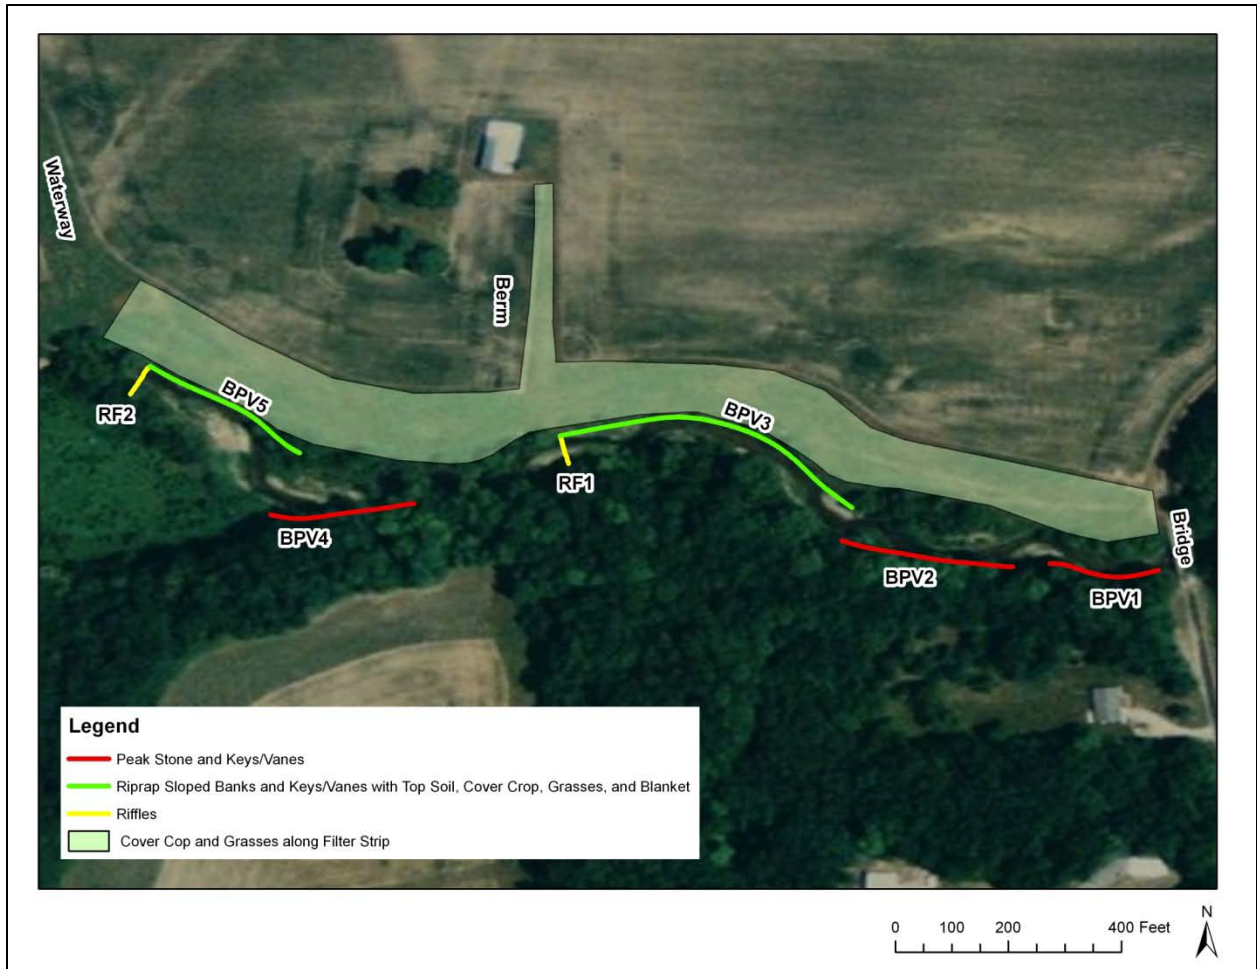 Waterway
Berm
BPV5
BPV3
RF2
RF1
BPV4
Bridge
BPV2
BPV1
Legend
Peak Stone and Keys/Vanes
Riprap Sloped Banks and Keys/Vanes with Top Soil, Cover Crop, Grasses, and Blanket
Riffles
Cover Cop and Grasses along Filter Strip
0 100 200 400 Feet
N